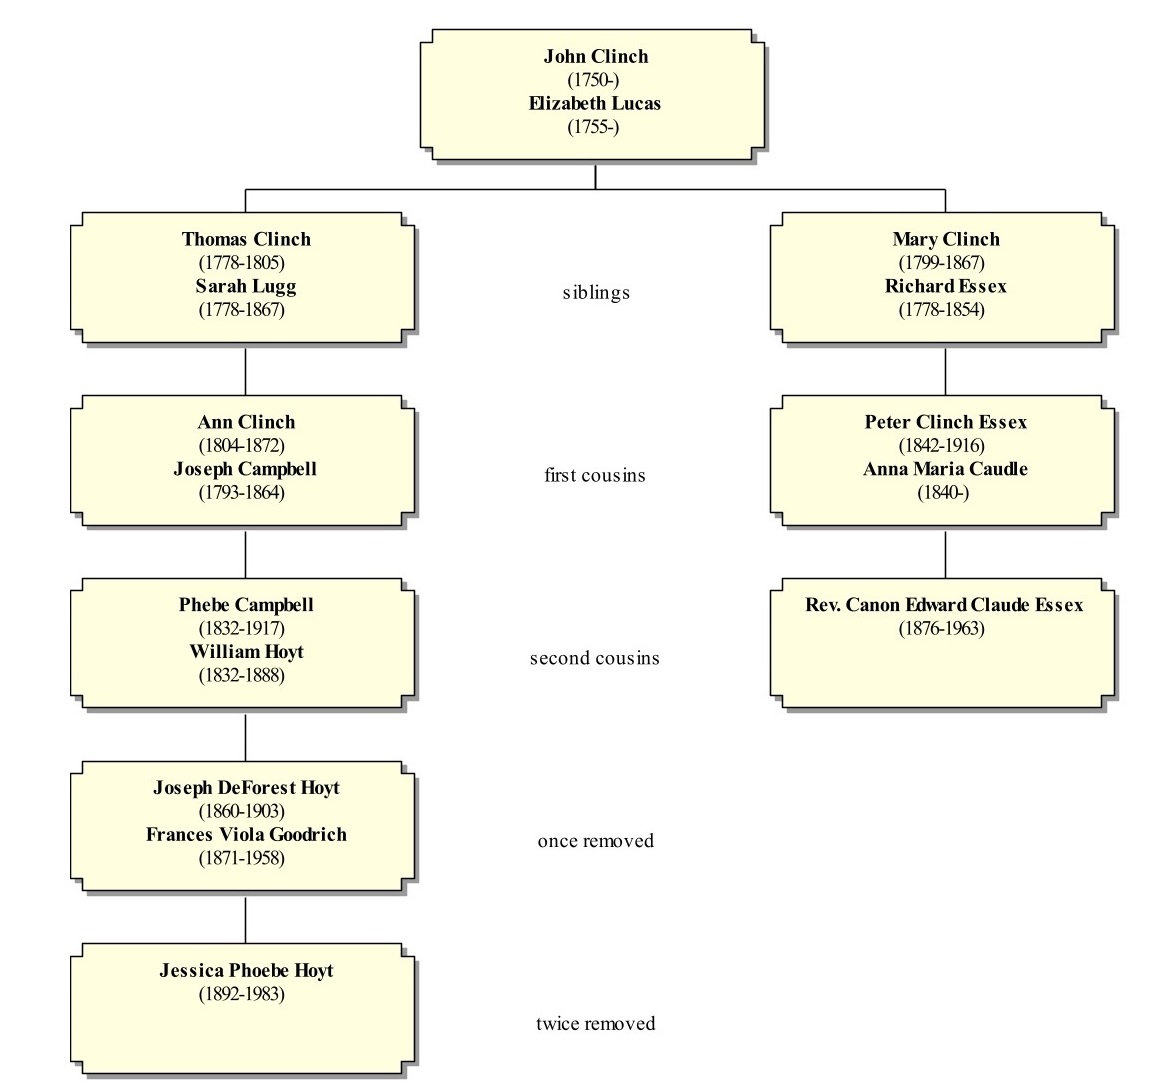 John Clinch
(1750-)
Elizabeth Lucas
(1755-)
Thomas Clinch
(1778-1805)
Sarah Lugg
(1778-1867)
siblings
Mary Clinch
(1799-1867)
Richard Essex
(1778-1854)
Ann Clinch
(1804-1872)
Joseph Campbell
(1793-1864)
first cousins
Peter Clinch Essex
(1842-1916)
Anna Maria Caudle
(1840-)
Phebe Campbell
(1832-1917)
William Hoyt
(1832-1888)
second cousins
Rev. Canon Edward Claude Essex
(1876-1963)
Joseph DeForest Hoyt
(1860-1903)
Frances Viola Goodrich
(1871-1958)
once removed
Jessica Phoebe Hoyt
(1892-1983)
twice removed